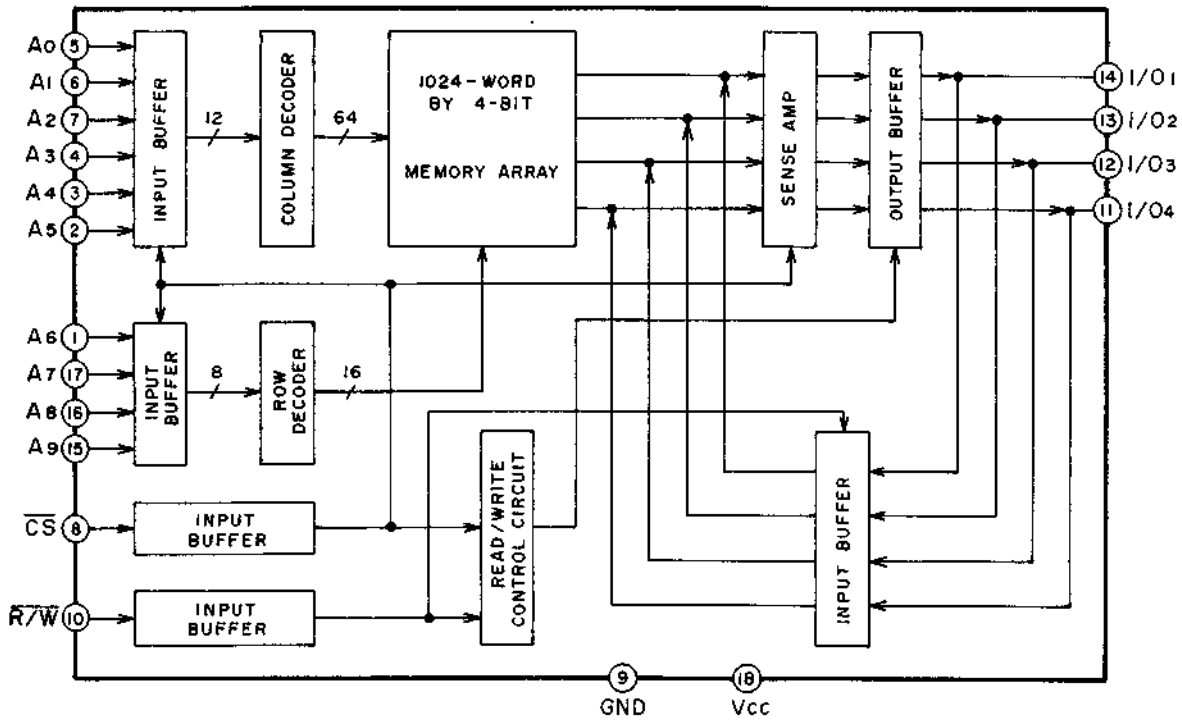 A0 5
A1 6
A2 7
A3 4
A4 3
A5 2
INPUT BUFFER
12
COLUMN DECODER
64
1024-WORD
BY 4-BIT
MEMORY ARRAY
SENSE AMP
OUTPUT BUFFER
14 I/O1
13 I/O2
12 I/O3
11 I/O4
A6 1
A7 17
A8 16
A9 15
INPUT
BUFFER
8
ROW
DECODER
16
CS 8
INPUT
BUFFER
R/W 10
INPUT
BUFFER
READ/WRITE
CONTROL CIRCUIT
INPUT BUFFER
9
GND
18
Vcc